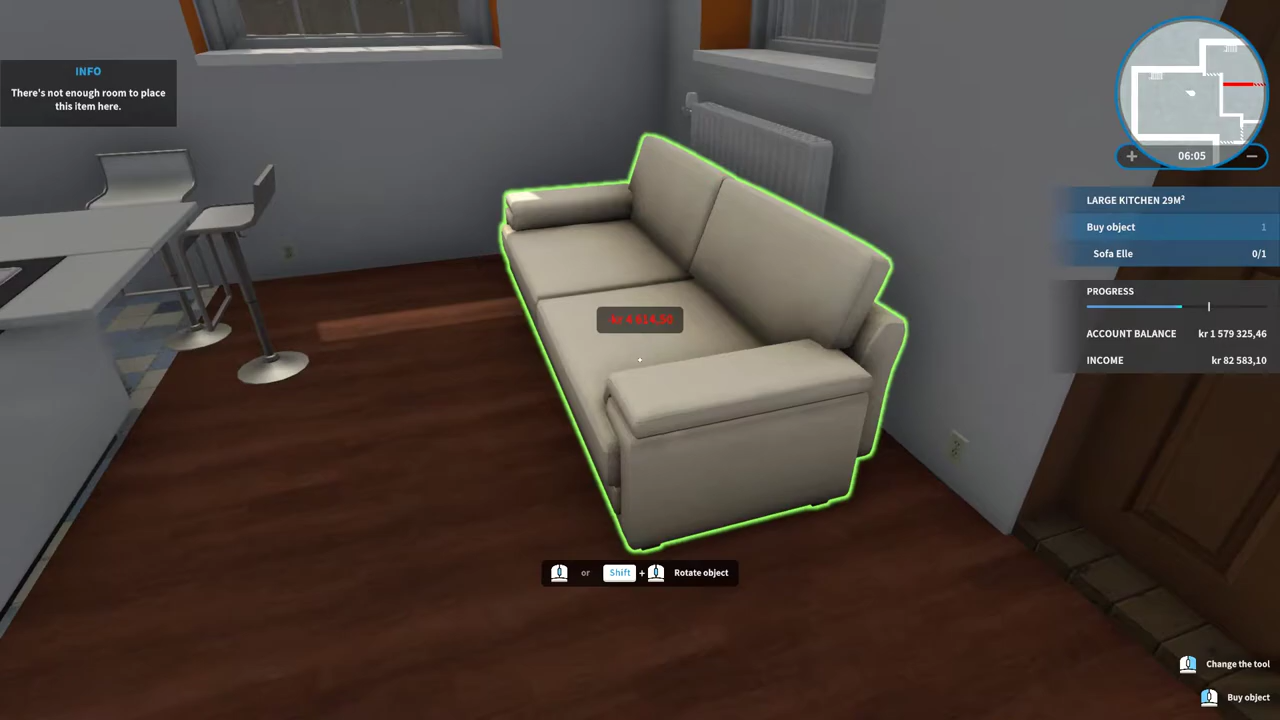 INFO
There's not enough room to place
this item here.
06:05
LARGE KITCHEN 29M²
Buy object 1
Sofa Elle 0/1
PROGRESS
ACCOUNT BALANCE kr 1 579 325,46
INCOME kr 82 583,10
or Shift + Rotate object
Change the tool
Buy object